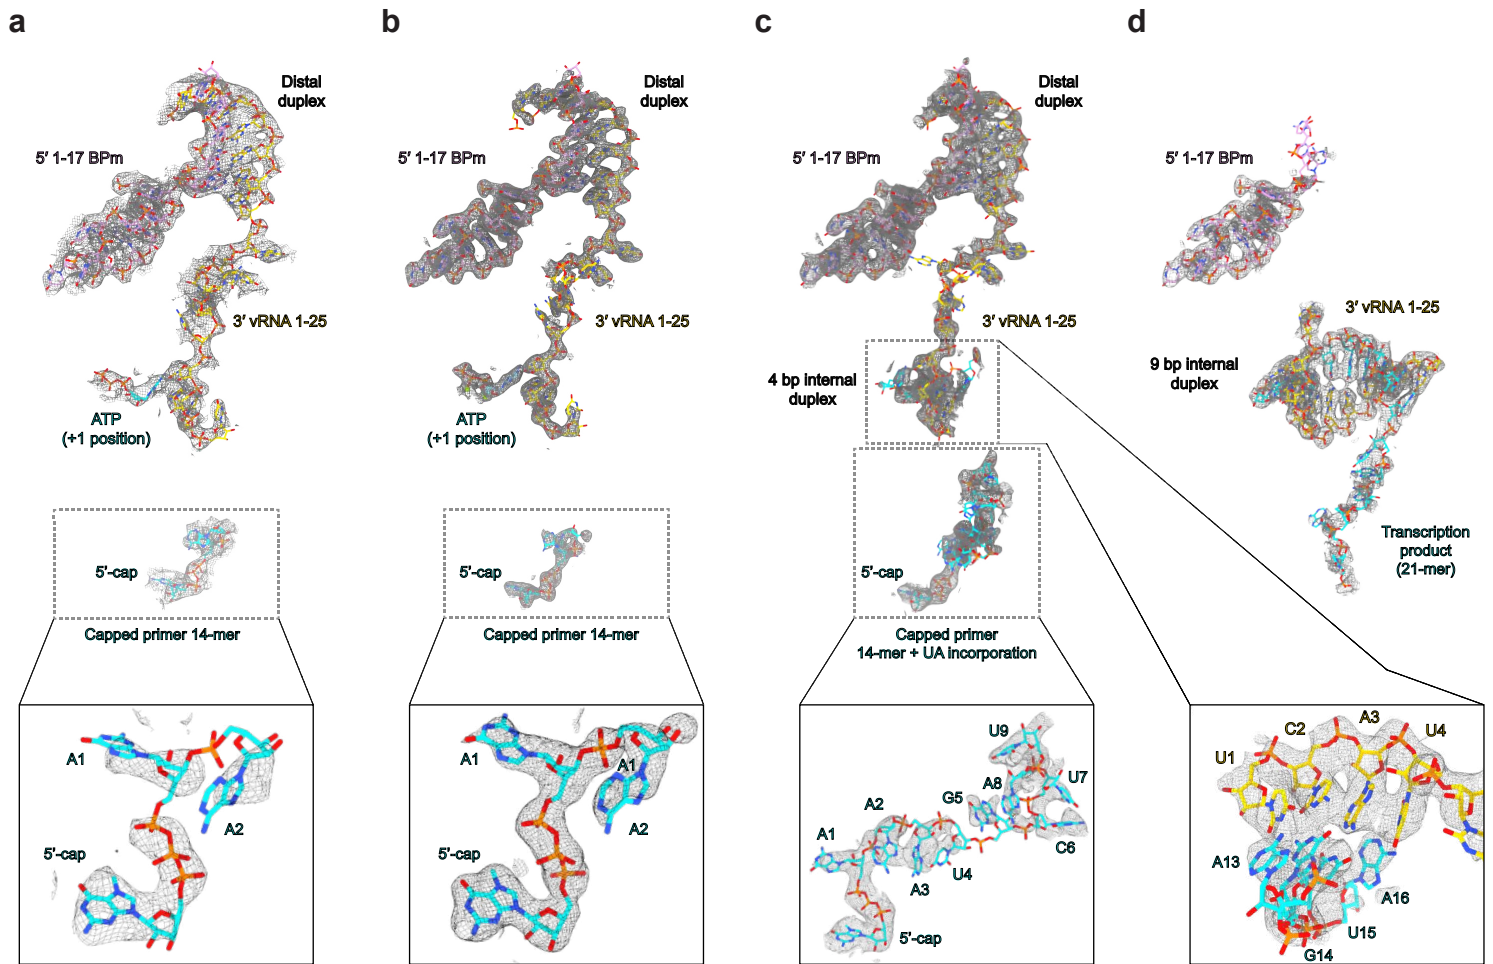 a
b
c
d
Distal
duplex
5′ 1-17 BPm
3′ vRNA 1-25
ATP
(+1 position)
5′-cap
Capped primer 14-mer
A1
A2
5′-cap
Distal
duplex
5′ 1-17 BPm
3′ vRNA 1-25
ATP
(+1 position)
5′-cap
Capped primer 14-mer
A1
A1
A2
5′-cap
Distal
duplex
5′ 1-17 BPm
3′ vRNA 1-25
4 bp internal
duplex
5′-cap
Capped primer
14-mer + UA incorporation
U9
U7
A8
G5
A2
A1
C6
U4
A3
5′-cap
5′ 1-17 BPm
3′ vRNA 1-25
9 bp internal
duplex
Transcription
product
(21-mer)
A3
C2
U4
U1
A13
A16
U15
G14